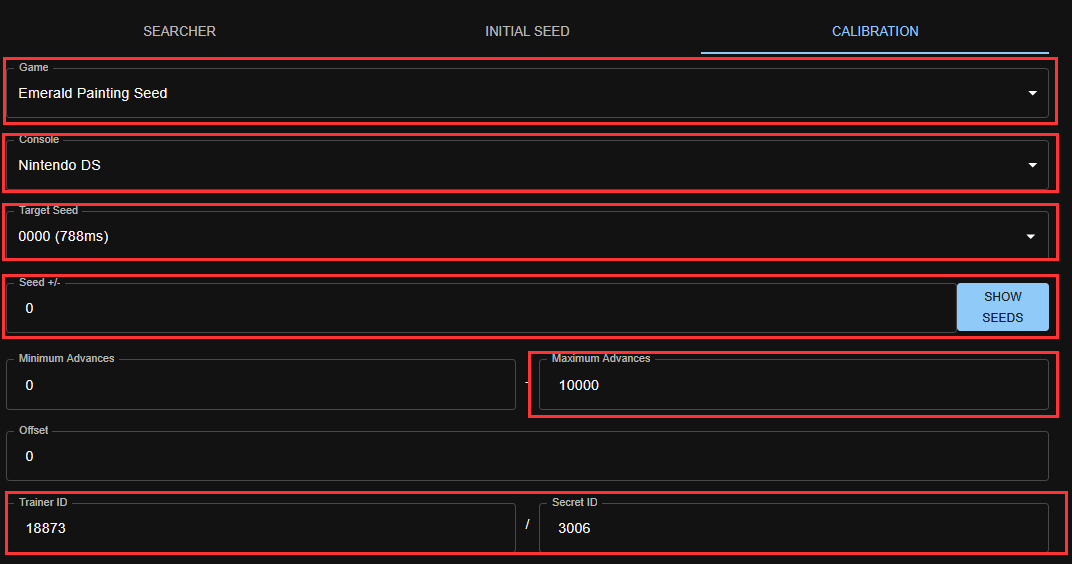 SEARCHER INITIAL SEED CALIBRATION
Game
Emerald Painting Seed
Console
Nintendo DS
Target Seed
0000 (788ms)
Seed +/-
0
SHOW
SEEDS
Minimum Advances
0
-
Maximum Advances
10000
Offset
0
Trainer ID
18873
/
Secret ID
3006